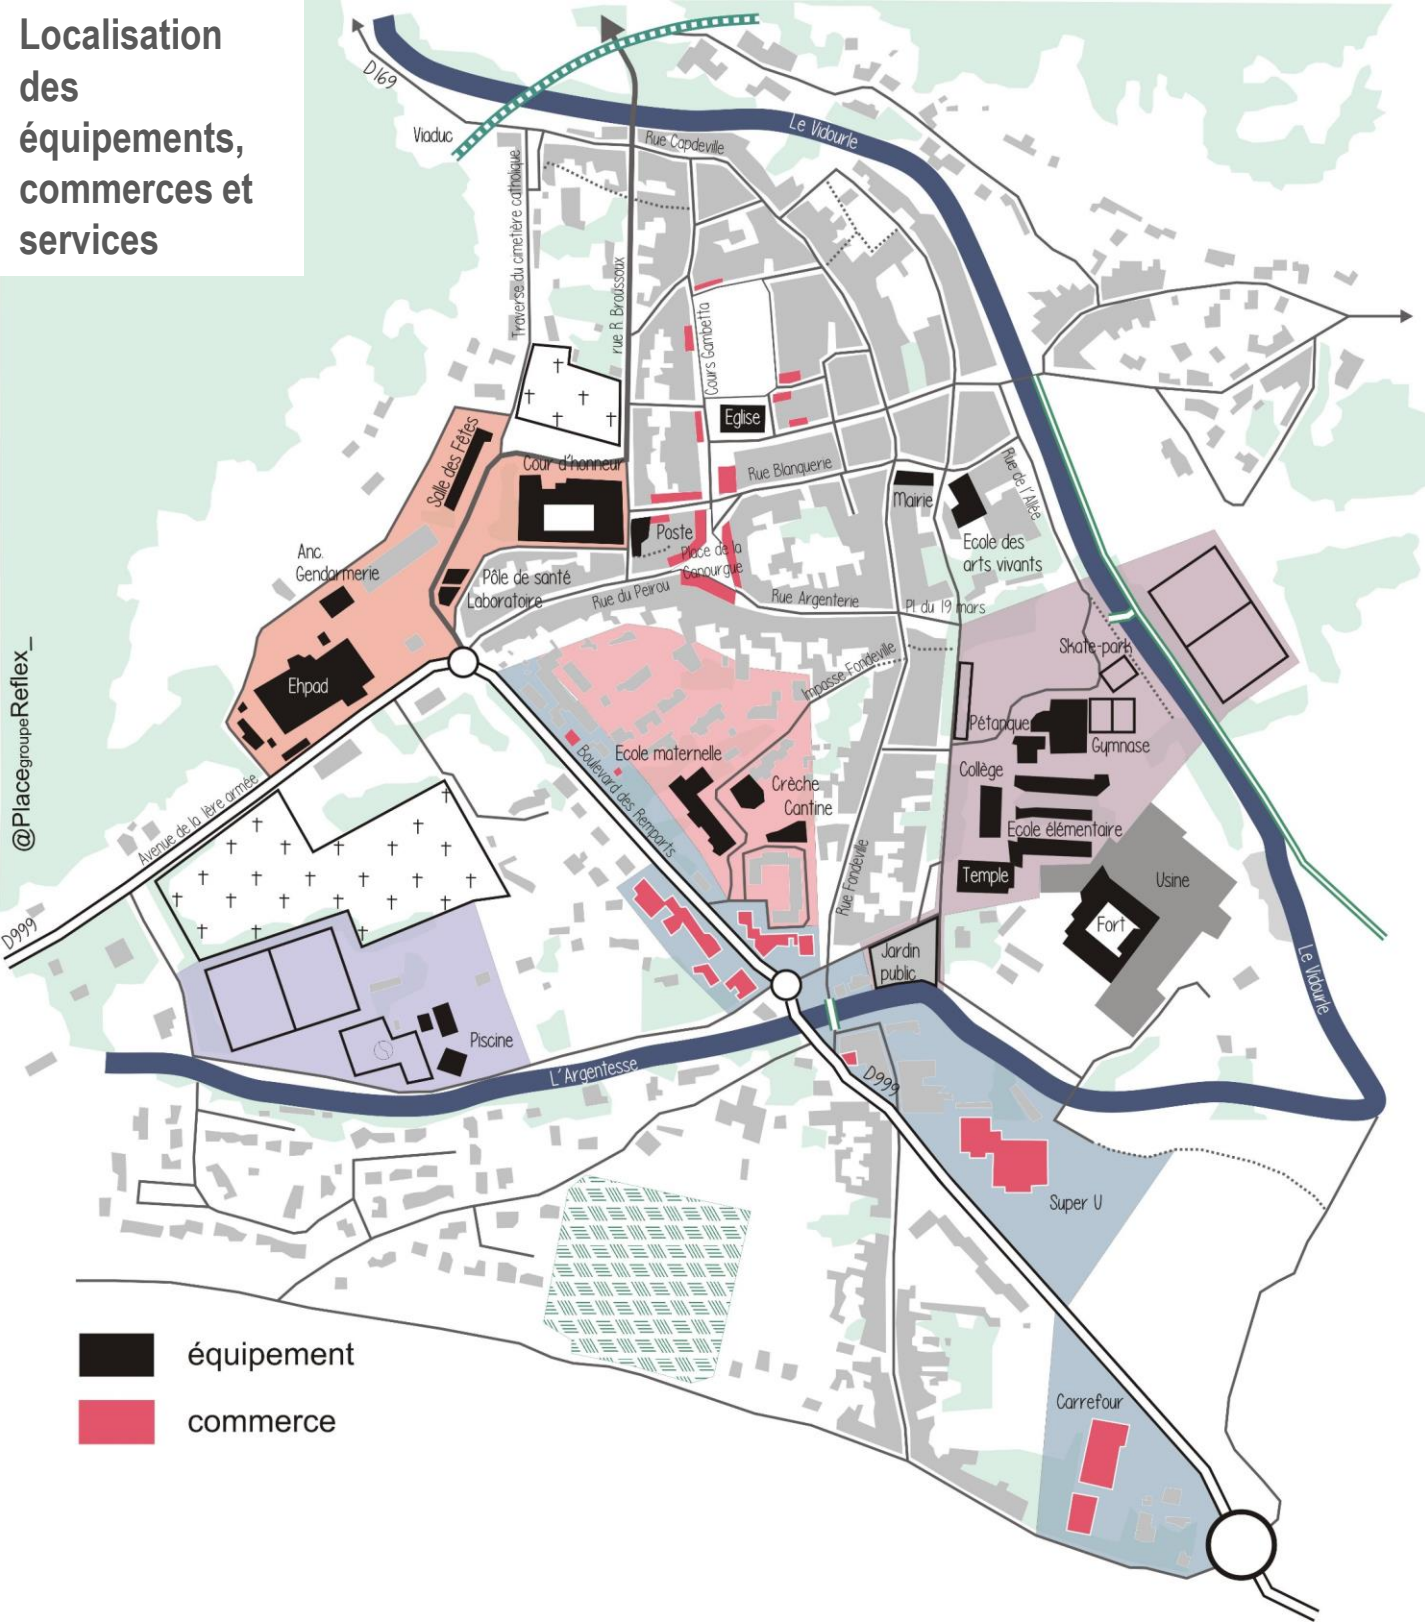 Localisation
des
équipements,
commerces et
services
D169
Viaduc
Le Vidourle
Rue Capdeville
Traverse du cimetière catholique
rue R Broussoux
Cours Gambetta
Eglise
Salle des Fêtes
Cour d'honneur
Rue Blanquerie
Mairie
Rue de l'Allée
Poste
Place de la
Canourgue
Ecole des
arts vivants
Anc.
Gendarmerie
Pôle de santé
Laboratoire
Rue du Peirou
Rue Argenterie
Pl. du 19 mars
Skate-park
Impasse Fondeville
@PlacegroupeReflex_
Ehpad
Pétanque
Gymnase
Ecole maternelle
Boulevard des Remparts
Crèche
Cantine
Collège
Avenue de la 1ère armée
Ecole élémentaire
Rue Fondeville
Temple
Usine
Fort
D999
Jardin
public
Le Vidourle
Piscine
L'Argentesse
D999
Super U
équipement
commerce
Carrefour